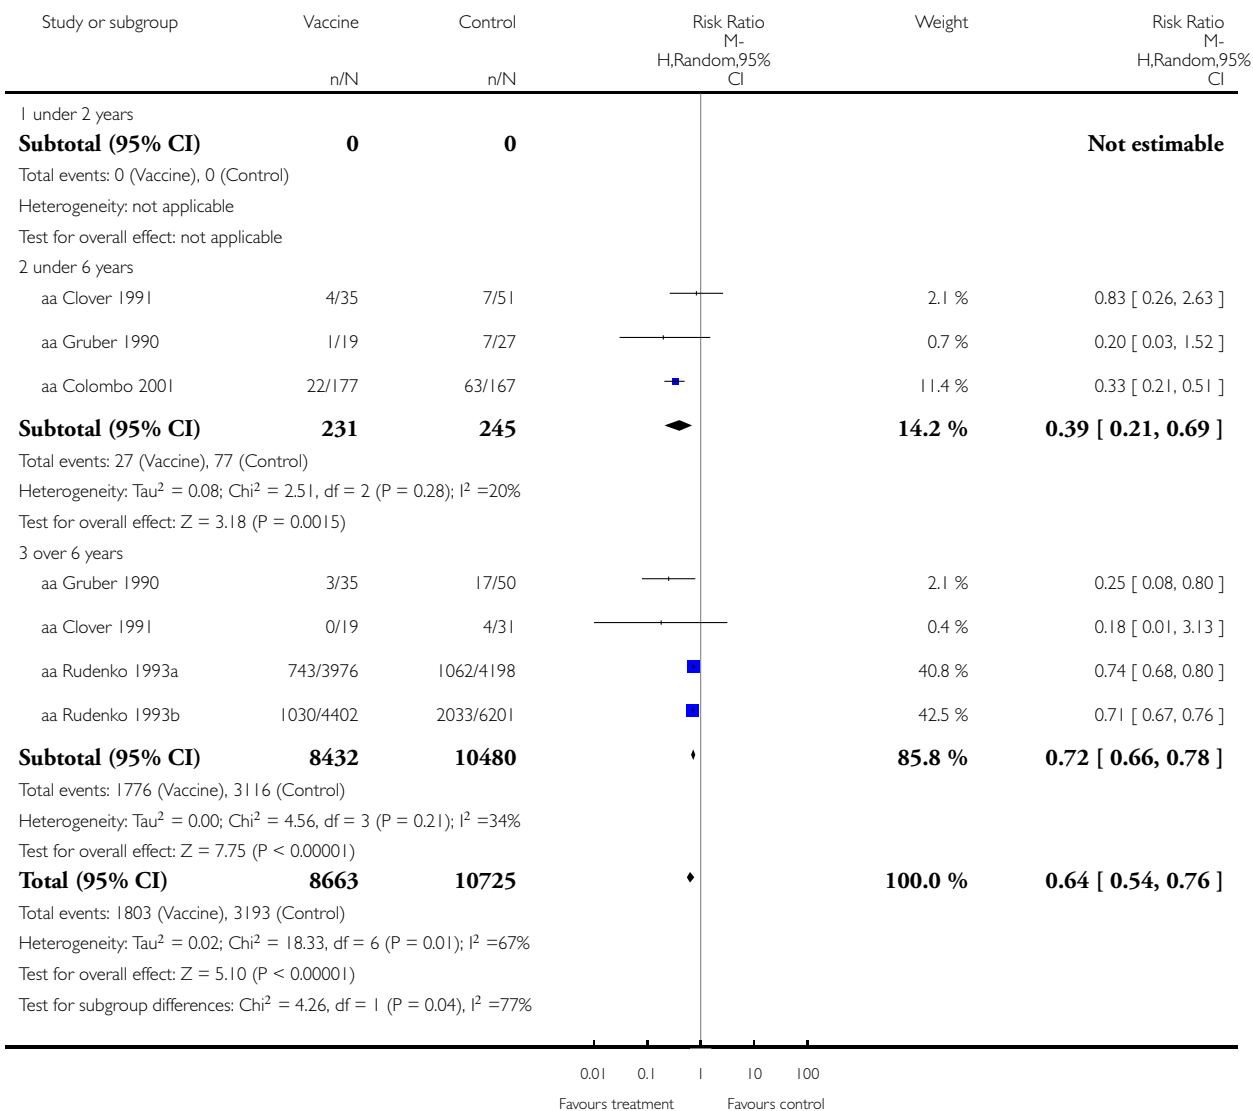 Study or subgroup Vaccine Control Risk Ratio Weight Risk Ratio
M- M-
H,Random,95% H,Random,95%
n/N n/N CI CI
1 under 2 years
Subtotal (95% CI) 0 0 Not estimable
Total events: 0 (Vaccine), 0 (Control)
Heterogeneity: not applicable
Test for overall effect: not applicable
2 under 6 years
aa Clover 1991 4/35 7/51 2.1 % 0.83 [ 0.26, 2.63 ]
aa Gruber 1990 1/19 7/27 0.7 % 0.20 [ 0.03, 1.52 ]
aa Colombo 2001 22/177 63/167 11.4 % 0.33 [ 0.21, 0.51 ]
Subtotal (95% CI) 231 245 14.2 % 0.39 [ 0.21, 0.69 ]
Total events: 27 (Vaccine), 77 (Control)
Heterogeneity: Tau² = 0.08; Chi² = 2.51, df = 2 (P = 0.28); I² =20%
Test for overall effect: Z = 3.18 (P = 0.0015)
3 over 6 years
aa Gruber 1990 3/35 17/50 2.1 % 0.25 [ 0.08, 0.80 ]
aa Clover 1991 0/19 4/31 0.4 % 0.18 [ 0.01, 3.13 ]
aa Rudenko 1993a 743/3976 1062/4198 40.8 % 0.74 [ 0.68, 0.80 ]
aa Rudenko 1993b 1030/4402 2033/6201 42.5 % 0.71 [ 0.67, 0.76 ]
Subtotal (95% CI) 8432 10480 85.8 % 0.72 [ 0.66, 0.78 ]
Total events: 1776 (Vaccine), 3116 (Control)
Heterogeneity: Tau² = 0.00; Chi² = 4.56, df = 3 (P = 0.21); I² =34%
Test for overall effect: Z = 7.75 (P < 0.00001)
Total (95% CI) 8663 10725 100.0 % 0.64 [ 0.54, 0.76 ]
Total events: 1803 (Vaccine), 3193 (Control)
Heterogeneity: Tau² = 0.02; Chi² = 18.33, df = 6 (P = 0.01); I² =67%
Test for overall effect: Z = 5.10 (P < 0.00001)
Test for subgroup differences: Chi² = 4.26, df = 1 (P = 0.04), I² =77%
0.01 0.1 1 10 100
Favours treatment Favours control